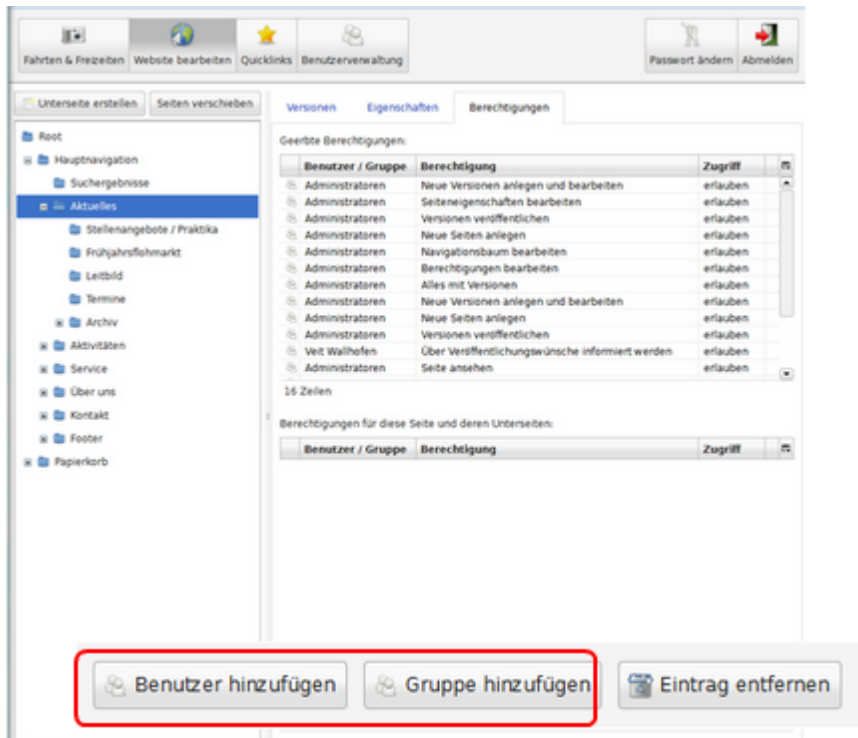 Fahrten & Freizeiten Website bearbeiten Quicklinks Benutzerverwaltung Passwort ändern Abmelden
Unterseite erstellen Seiten verschieben
Versionen Eigenschaften Berechtigungen
Root
Hauptnavigation
Suchergebnisse
Aktuelles
Stellenangebote / Praktika
Frühjahrsflohmarkt
Leitbild
Termine
Archiv
Aktivitäten
Service
Über uns
Kontakt
Footer
Papierkorb
Geerbte Berechtigungen:
Benutzer / Gruppe Berechtigung Zugriff
Administratoren Neue Versionen anlegen und bearbeiten erlauben
Administratoren Seiteneigenschaften bearbeiten erlauben
Administratoren Versionen veröffentlichen erlauben
Administratoren Neue Seiten anlegen erlauben
Administratoren Navigationsbaum bearbeiten erlauben
Administratoren Berechtigungen bearbeiten erlauben
Administratoren Alles mit Versionen erlauben
Administratoren Neue Versionen anlegen und bearbeiten erlauben
Administratoren Neue Seiten anlegen erlauben
Administratoren Versionen veröffentlichen erlauben
Veit Wallhofen Über Veröffentlichungswünsche informiert werden erlauben
Administratoren Seite ansehen erlauben
16 Zeilen
Berechtigungen für diese Seite und deren Unterseiten:
Benutzer / Gruppe Berechtigung Zugriff
Benutzer hinzufügen Gruppe hinzufügen Eintrag entfernen